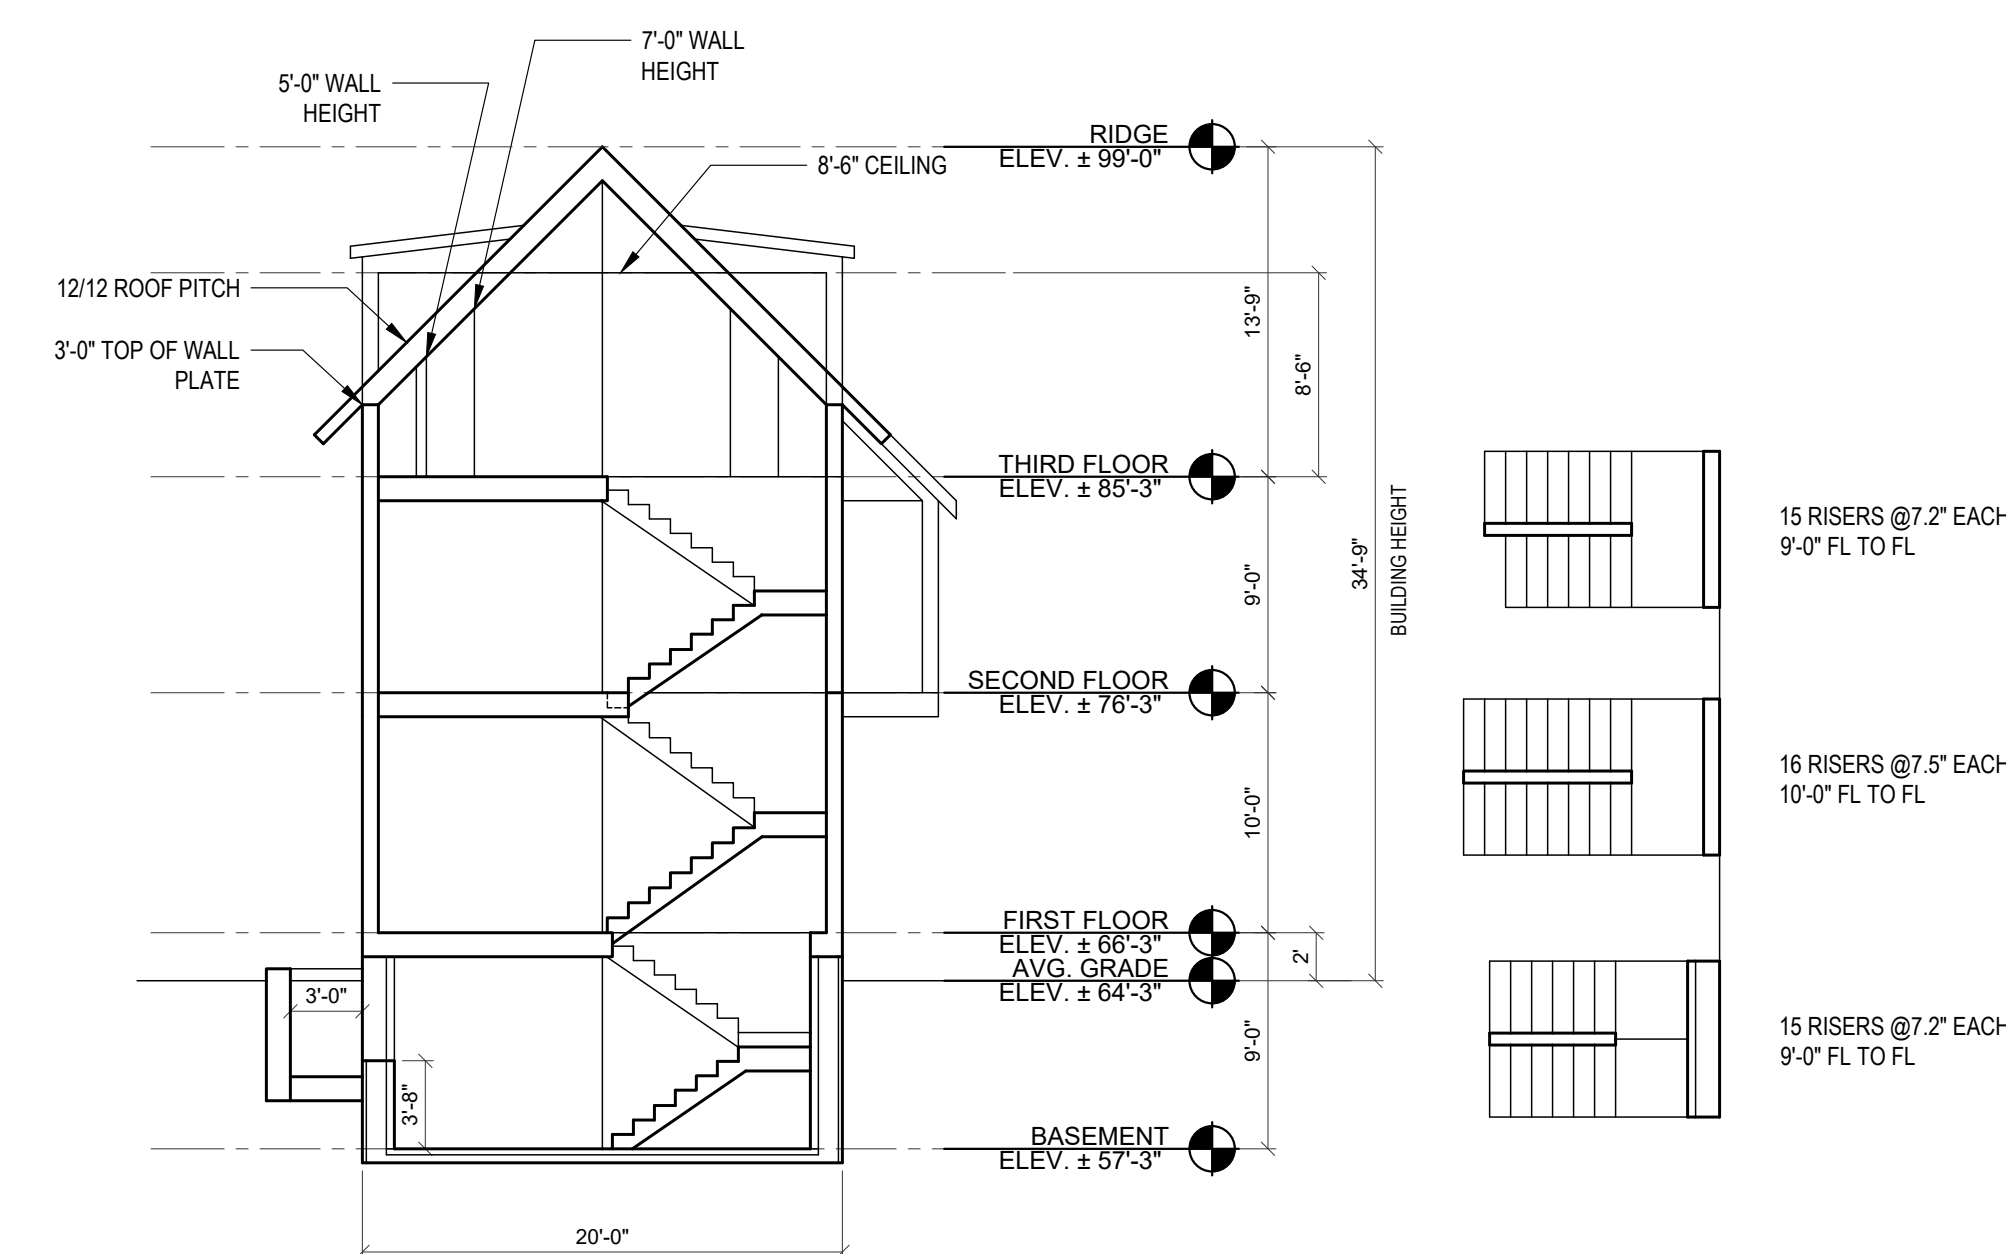 7'-0" WALL
HEIGHT
5'-0" WALL
HEIGHT
RIDGE
ELEV. ± 99'-0"
8'-6" CEILING
12/12 ROOF PITCH
13'-9"
3'-0" TOP OF WALL
PLATE
8'-6"
THIRD FLOOR
ELEV. ± 85'-3"
15 RISERS @7.2" EACH
9'-0" FL TO FL
9'-0"
34'-9"
BUILDING HEIGHT
SECOND FLOOR
ELEV. ± 76'-3"
16 RISERS @7.5" EACH
10'-0" FL TO FL
10'-0"
FIRST FLOOR
ELEV. ± 66'-3"
2'
AVG. GRADE
ELEV. ± 64'-3"
3'-0"
15 RISERS @7.2" EACH
9'-0" FL TO FL
9'-0"
3'-8"
BASEMENT
ELEV. ± 57'-3"
20'-0"